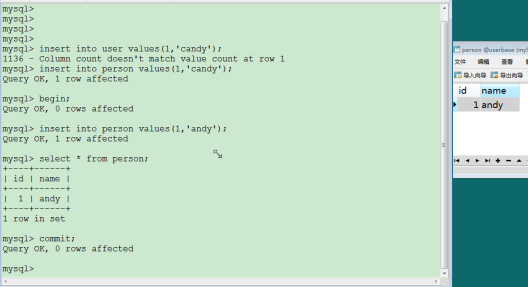 mysql>
mysql>
mysql>
mysql>
mysql> insert into user values(1,'candy');
1136 - Column count doesn't match value count at row 1
mysql> insert into person values(1,'candy');
Query OK, 1 row affected
mysql> begin;
Query OK, 0 rows affected
mysql> insert into person values(1,'andy');
Query OK, 1 row affected
mysql> select * from person;
+----+------+
| id | name |
+----+------+
| 1 | andy |
+----+------+
1 row in set
mysql> commit;
Query OK, 0 rows affected
mysql>
person @userbase (myS
文件 编辑 查看
导入向导 导出向导
id name
1 andy